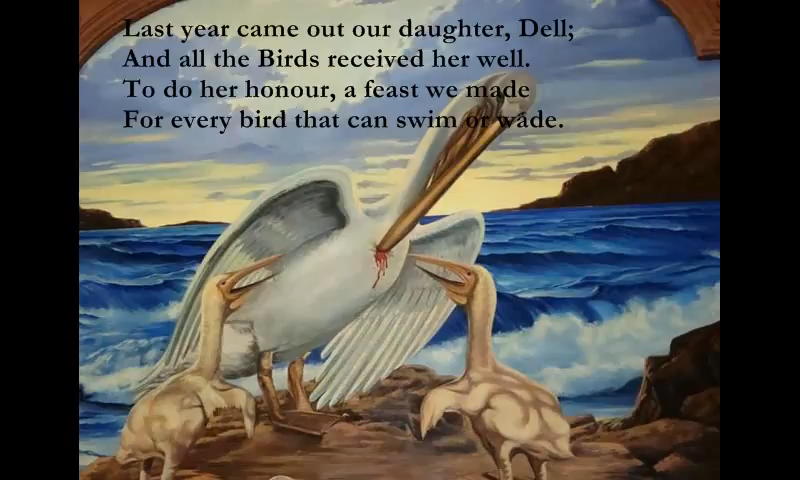 Last year came out our daughter, Dell;
And all the Birds received her well.
To do her honour, a feast we made
For every bird that can swim or wade.